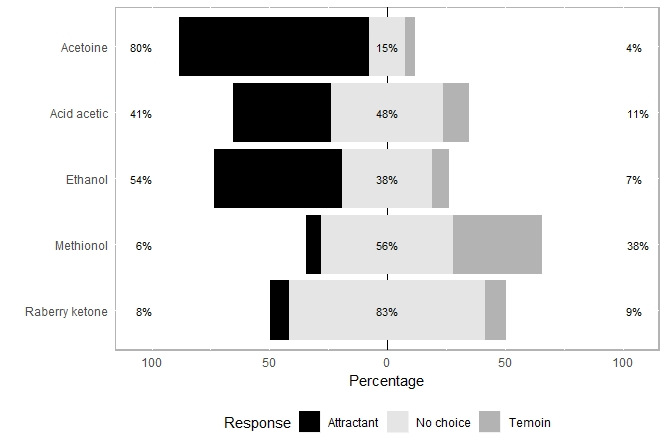 Acetoine 80% 15% 4%
Acid acetic 41% 48% 11%
Ethanol 54% 38% 7%
Methionol 6% 56% 38%
Raberry ketone 8% 83% 9%
100 50 0 50 100
Percentage
Response Attractant No choice Temoin